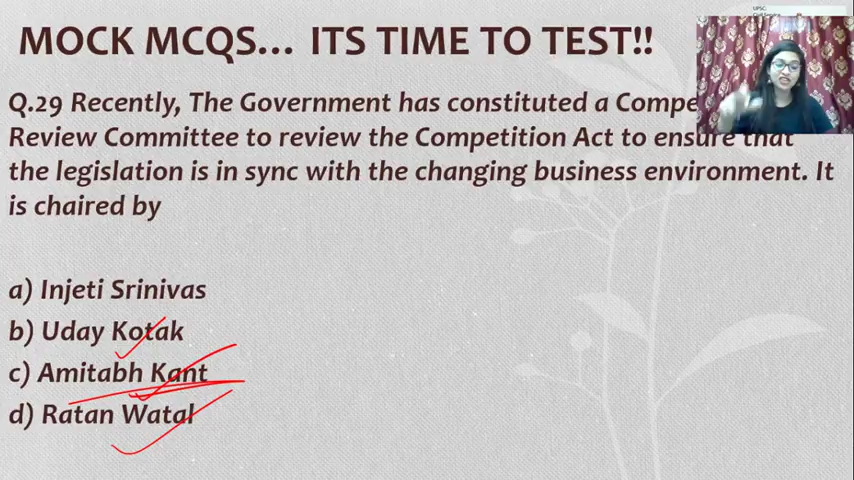 MOCK MCQS... ITS TIME TO TEST!!
UPSC
Q.29 Recently, The Government has constituted a
Review Committee to review the Competition Act to ensure that
the legislation is in sync with the changing business environment. It
is chaired by
a) Injeti Srinivas
b) Uday Kotak
c) Amitabh Kant
d) Ratan Watal